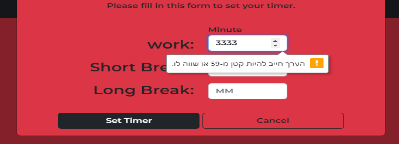 Please fill in this form to set your timer.
Minute
work: 3333
הערך חייב להיות קטן מ-59 או שווה לו.
Short Brea
Long Break: MM
Set Timer Cancel